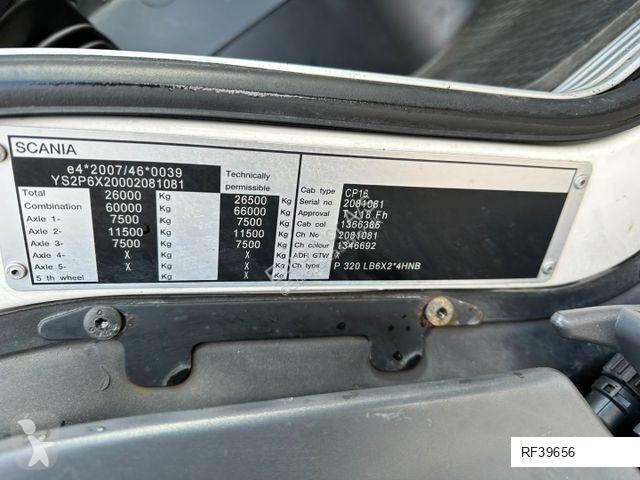 SCANIA
e4*2007/46*0039
YS2P6X20002081081
Technically permissible
Total 26000 Kg 26500 Kg
Combination 60000 Kg 66000 Kg
Axle 1- 7500 Kg 7500 Kg
Axle 2- 11500 Kg 11500 Kg
Axle 3- 7500 Kg 7500 Kg
Axle 4- X Kg X Kg
Axle 5- X Kg X Kg
5 th wheel Kg Kg
Cab type CP16
Serial no 2081081
Approval
Cab col 1366386
Ch No 2081081
Ch colour 1346692
ADR GTW X
Ch type P 320 LB6X2*4HNB
RF39656